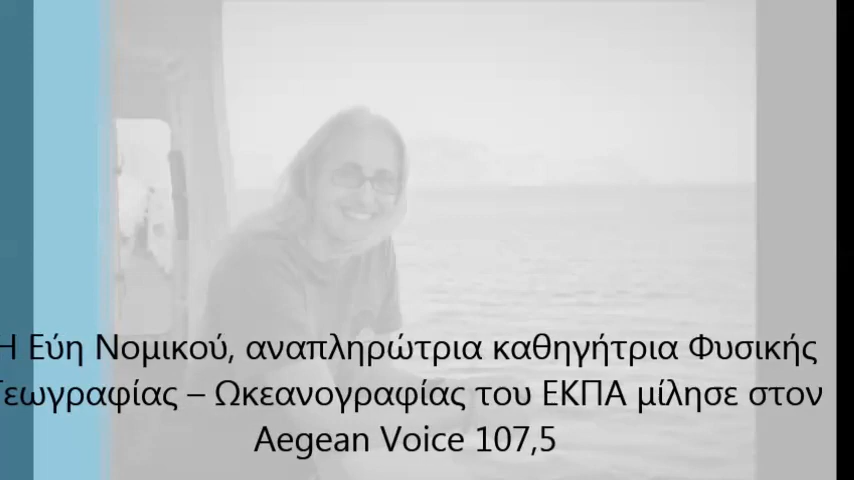 Η Εύη Νομικού, αναπληρώτρια καθηγήτρια Φυσικής
Γεωγραφίας – Ωκεανογραφίας του ΕΚΠΑ μίλησε στον
Aegean Voice 107,5